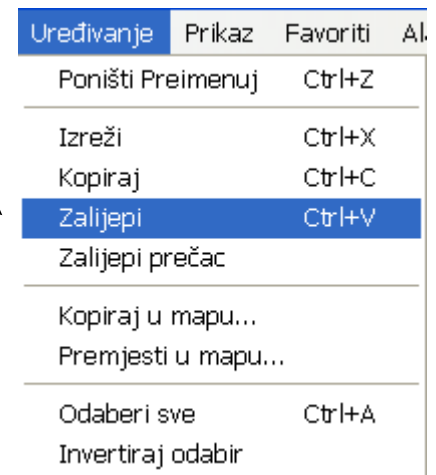 Uređivanje Prikaz Favoriti
Poništi Preimenuj Ctrl+Z
Izreži Ctrl+X
Kopiraj Ctrl+C
Zalijepi Ctrl+V
Zalijepi prečac
Kopiraj u mapu...
Premjesti u mapu...
Odaberi sve Ctrl+A
Invertiraj odabir